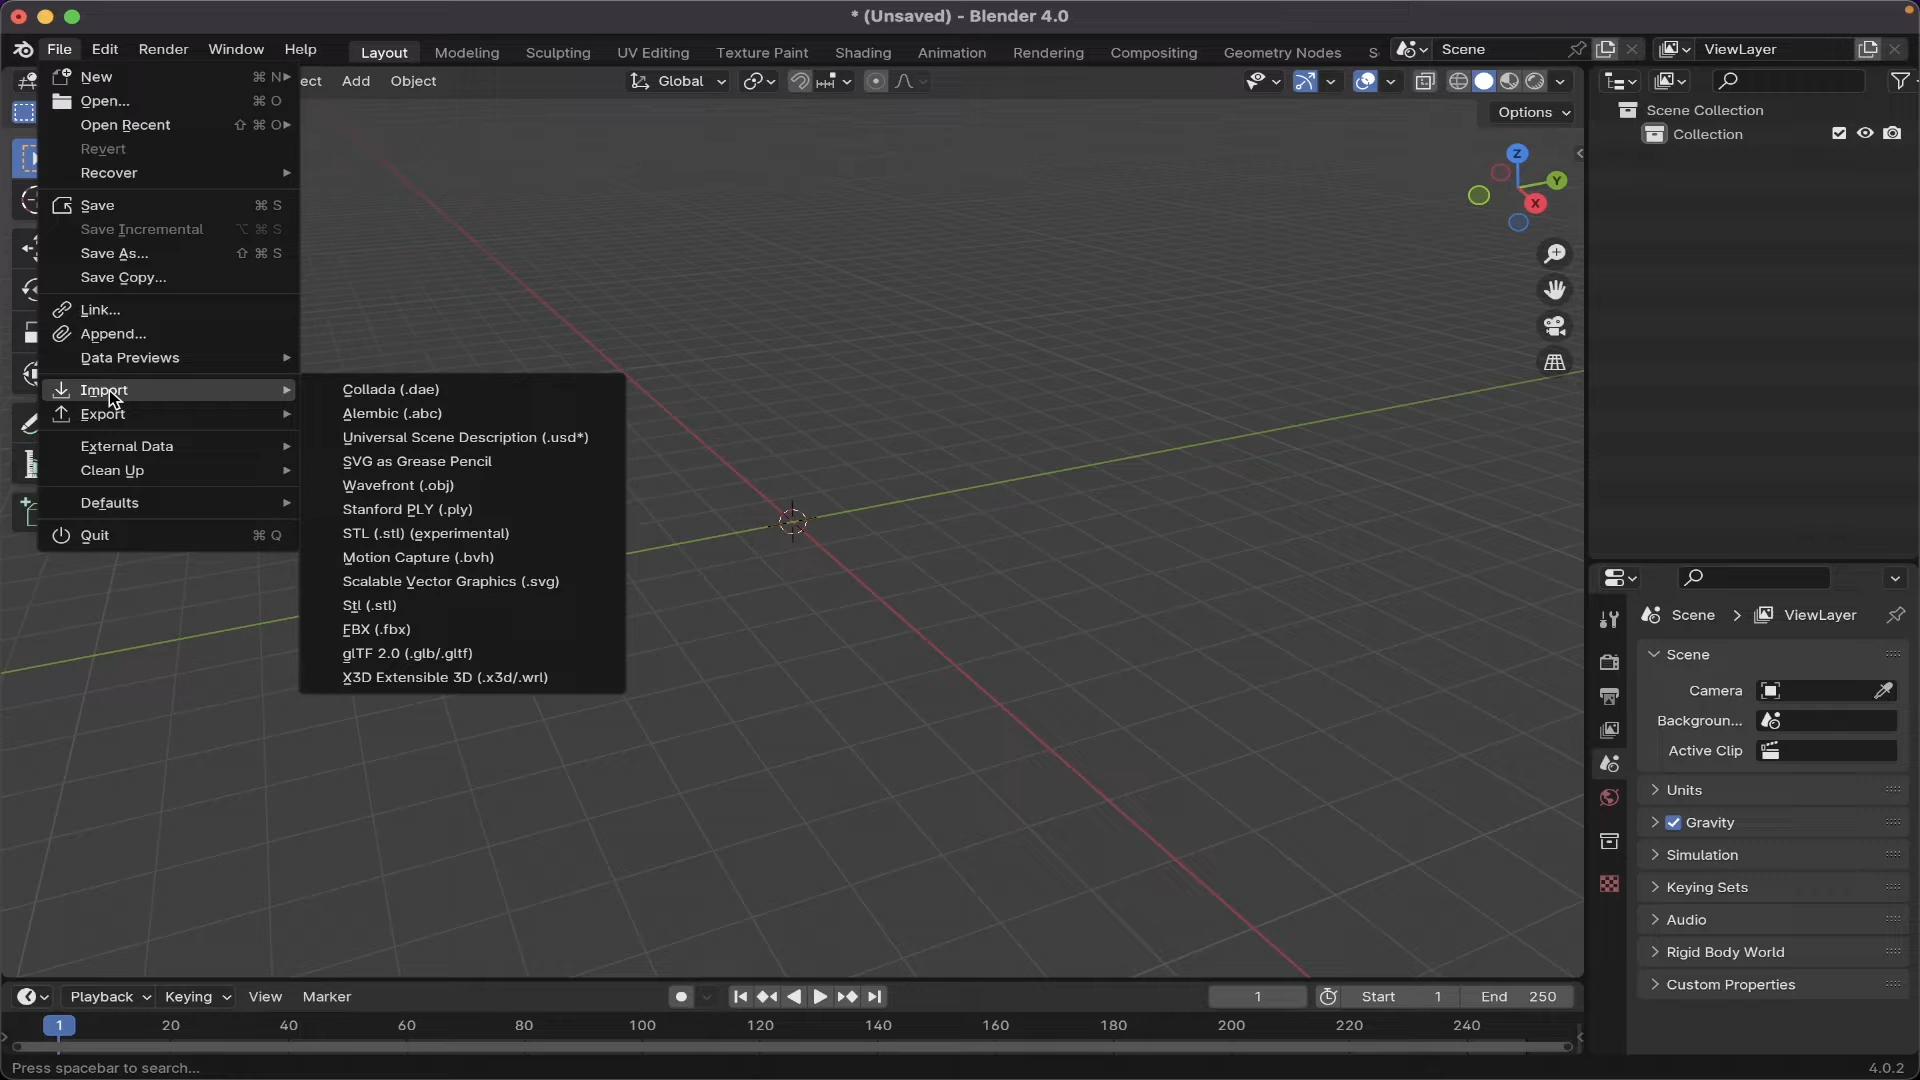 * (Unsaved) - Blender 4.0
File Edit Render Window Help Layout Modeling Sculpting UV Editing Texture Paint Shading Animation Rendering Compositing Geometry Nodes S Scene ViewLayer
ect Add Object Global
Options
New ⌘ N
Open... ⌘ O
Open Recent ⇧ ⌘ O
Revert
Recover
Save ⌘ S
Save Incremental ⌥ ⌘ S
Save As... ⇧ ⌘ S
Save Copy...
Link...
Append...
Data Previews
Import
Export
External Data
Clean Up
Defaults
Quit ⌘ Q
Collada (.dae)
Alembic (.abc)
Universal Scene Description (.usd*)
SVG as Grease Pencil
Wavefront (.obj)
Stanford PLY (.ply)
STL (.stl) (experimental)
Motion Capture (.bvh)
Scalable Vector Graphics (.svg)
Stl (.stl)
FBX (.fbx)
glTF 2.0 (.glb/.gltf)
X3D Extensible 3D (.x3d/.wrl)
Z
Y
X
Scene Collection
Collection
Scene > ViewLayer
Scene
Camera
Backgroun...
Active Clip
Units
Gravity
Simulation
Keying Sets
Audio
Rigid Body World
Custom Properties
Playback Keying View Marker 1 Start 1 End 250
1 20 40 60 80 100 120 140 160 180 200 220 240
Press spacebar to search... 4.0.2